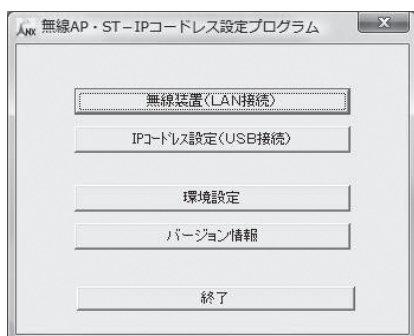 ANX 無線AP・ST−IPコードレス設定プログラム
無線装置(LAN接続)
IPコードレス設定(USB接続)
環境設定
バージョン情報
終了